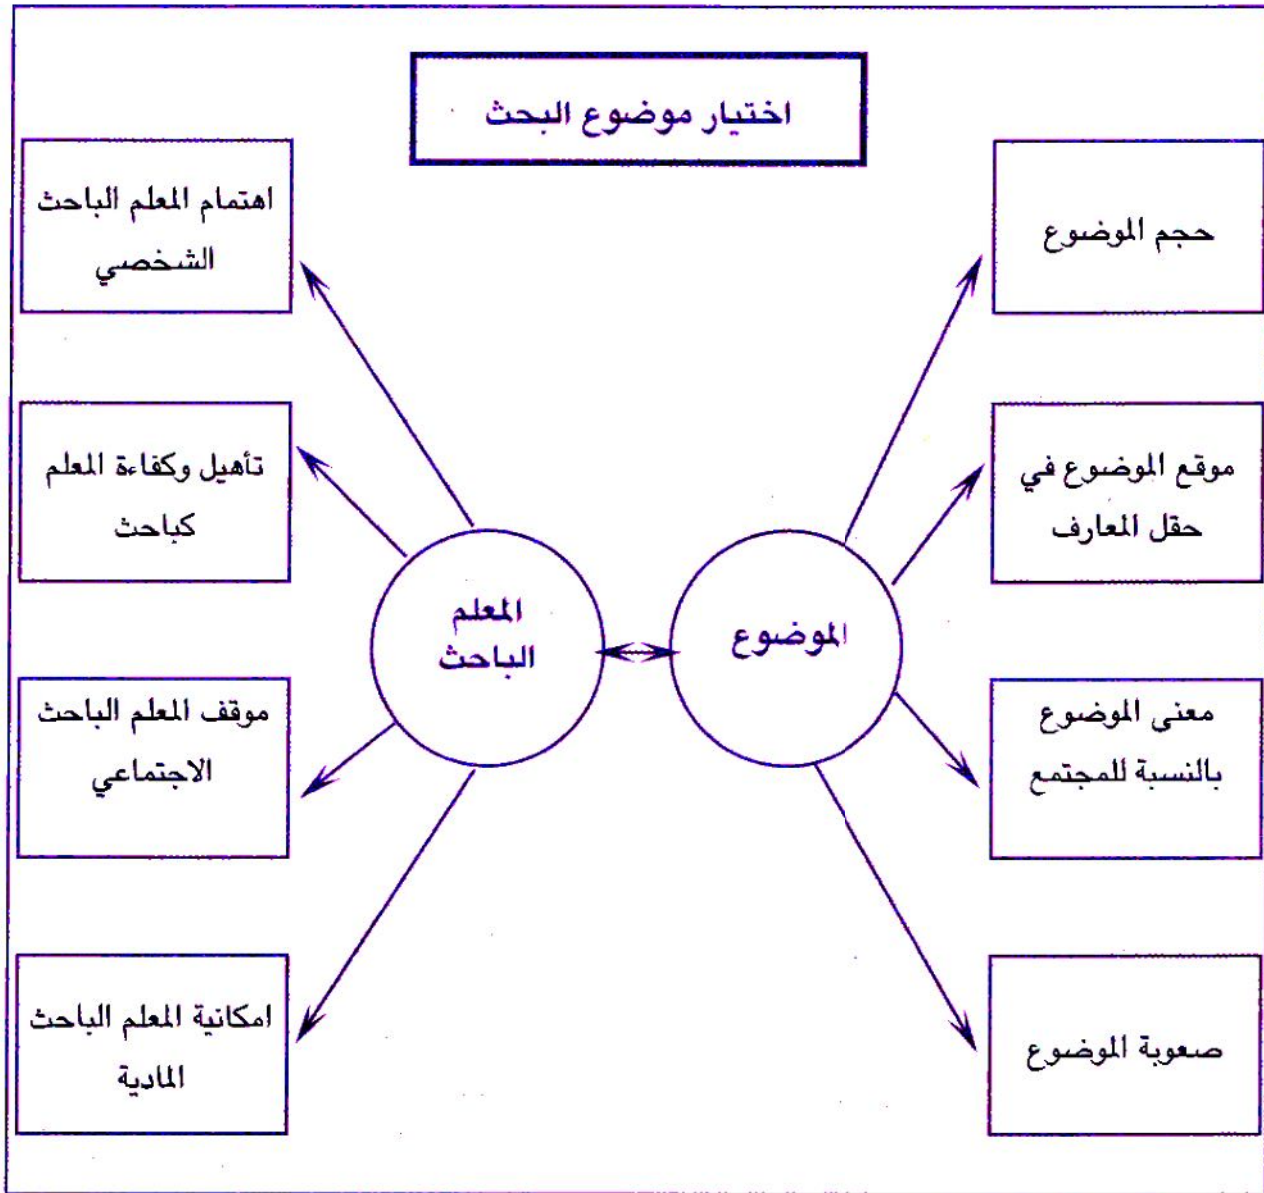 اختيار موضوع البحث
حجم الموضوع
موقع الموضوع في
حقل المعارف
معنى الموضوع
بالنسبة للمجتمع
صعوبة الموضوع
الموضوع
المعلم
الباحث
اهتمام المعلم الباحث
الشخصي
تأهيل وكفاءة المعلم
كباحث
موقف المعلم الباحث
الاجتماعي
امكانية المعلم الباحث
المادية